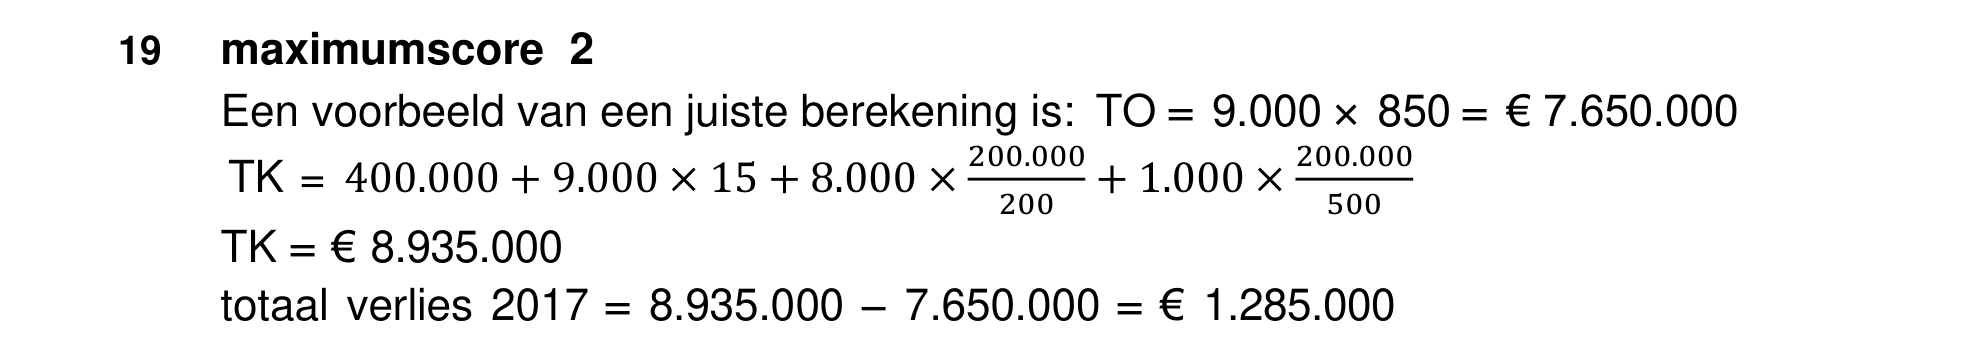 19 maximumscore 2
Een voorbeeld van een juiste berekening is: TO = 9.000 × 850 = € 7.650.000
TK = 400.000 + 9.000 × 15 + 8.000 × 200.000/200 + 1.000 × 200.000/500
TK = € 8.935.000
totaal verlies 2017 = 8.935.000 – 7.650.000 = € 1.285.000